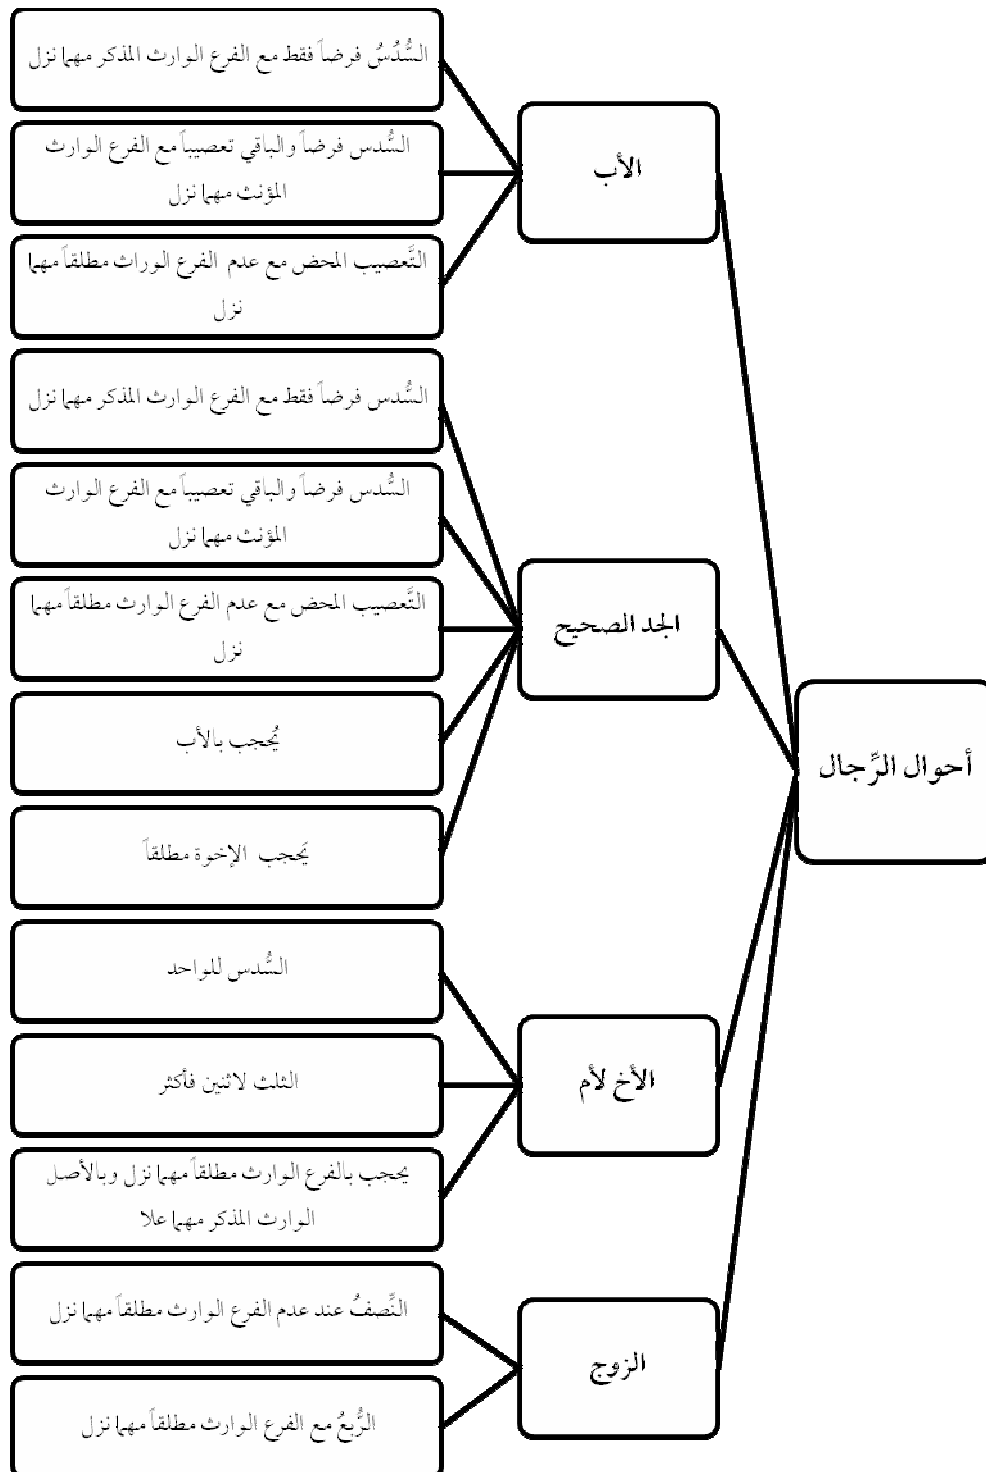 أحوال الرِّجال
الأب
السُّدُسُ فرضاً فقط مع الفرع الوارث المذكر مهما نزل
السُّدس فرضاً والباقي تعصيباً مع الفرع الوارث
المؤنث مهما نزل
التَّعصيب المحض مع عدم الفرع الوراث مطلقاً مهما
نزل
الجد الصحيح
السُّدس فرضاً فقط مع الفرع الوارث المذكر مهما نزل
السُّدس فرضاً والباقي تعصيباً مع الفرع الوارث
المؤنث مهما نزل
التَّعصيب المحض مع عدم الفرع الوارث مطلقاً مهما
نزل
يُحجب بالأب
يَحجب الإخوة مطلقاً
الأخ لأم
السُّدس للواحد
الثلث لاثنين فأكثر
يحجب بالفرع الوارث مطلقاً مهما نزل وبالأصل
الوارث المذكر مهما علا
الزوج
النِّصفُ عند عدم الفرع الوارث مطلقاً مهما نزل
الرُّبعُ مع الفرع الوارث مطلقاً مهما نزل